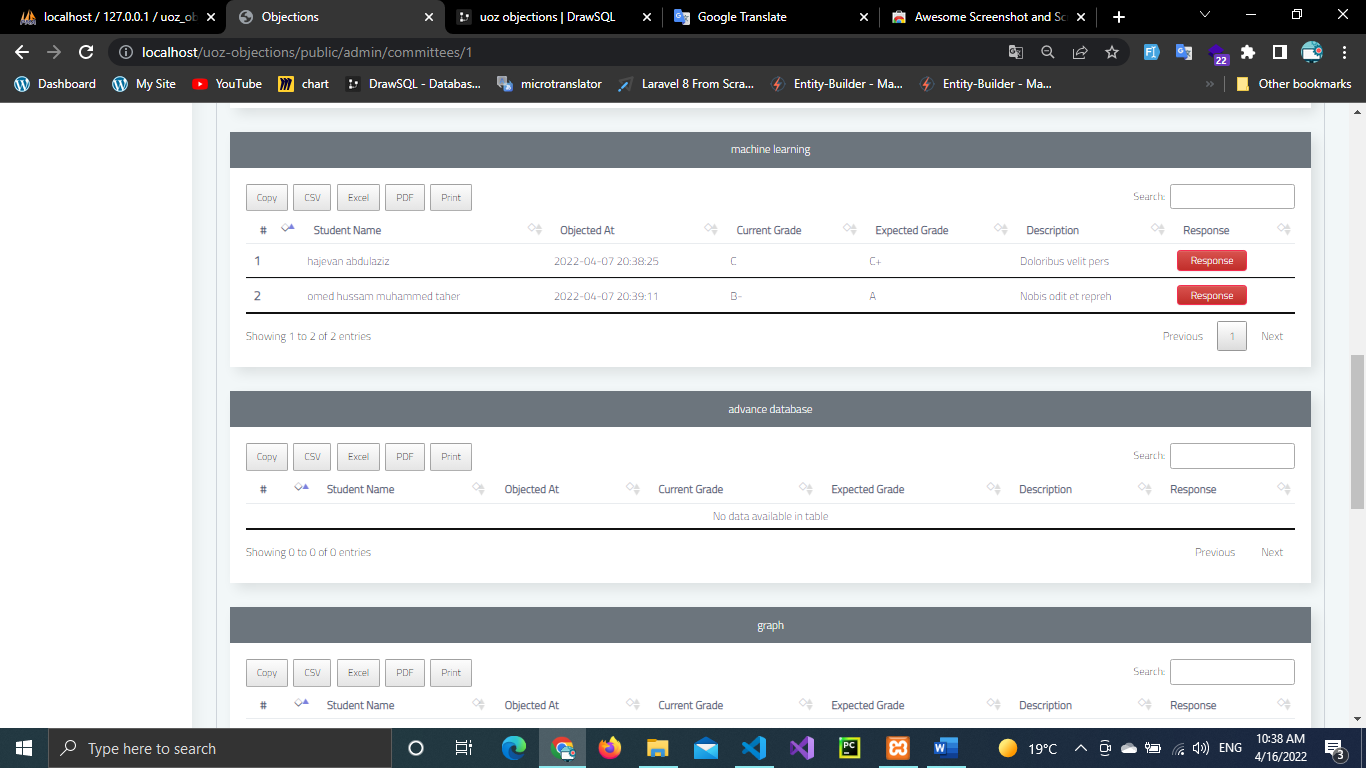 localhost / 127.0.0.1 / uoz_ob
Objections
uoz objections | DrawSQL
Google Translate
Awesome Screenshot and Sc
localhost/uoz-objections/public/admin/committees/1
22
Dashboard My Site YouTube chart DrawSQL - Databas... microtranslator Laravel 8 From Scra... Entity-Builder - Ma... Entity-Builder - Ma... » Other bookmarks
machine learning
Copy CSV Excel PDF Print Search:
# Student Name Objected At Current Grade Expected Grade Description Response
1 hajevan abdulaziz 2022-04-07 20:38:25 C C+ Doloribus velit pers Response
2 omed hussam muhammed taher 2022-04-07 20:39:11 B- A Nobis odit et repreh Response
Showing 1 to 2 of 2 entries Previous 1 Next
advance database
Copy CSV Excel PDF Print Search:
# Student Name Objected At Current Grade Expected Grade Description Response
No data available in table
Showing 0 to 0 of 0 entries Previous Next
graph
Copy CSV Excel PDF Print Search:
# Student Name Objected At Current Grade Expected Grade Description Response
Type here to search 19°C ENG 10:38 AM
4/16/2022 3